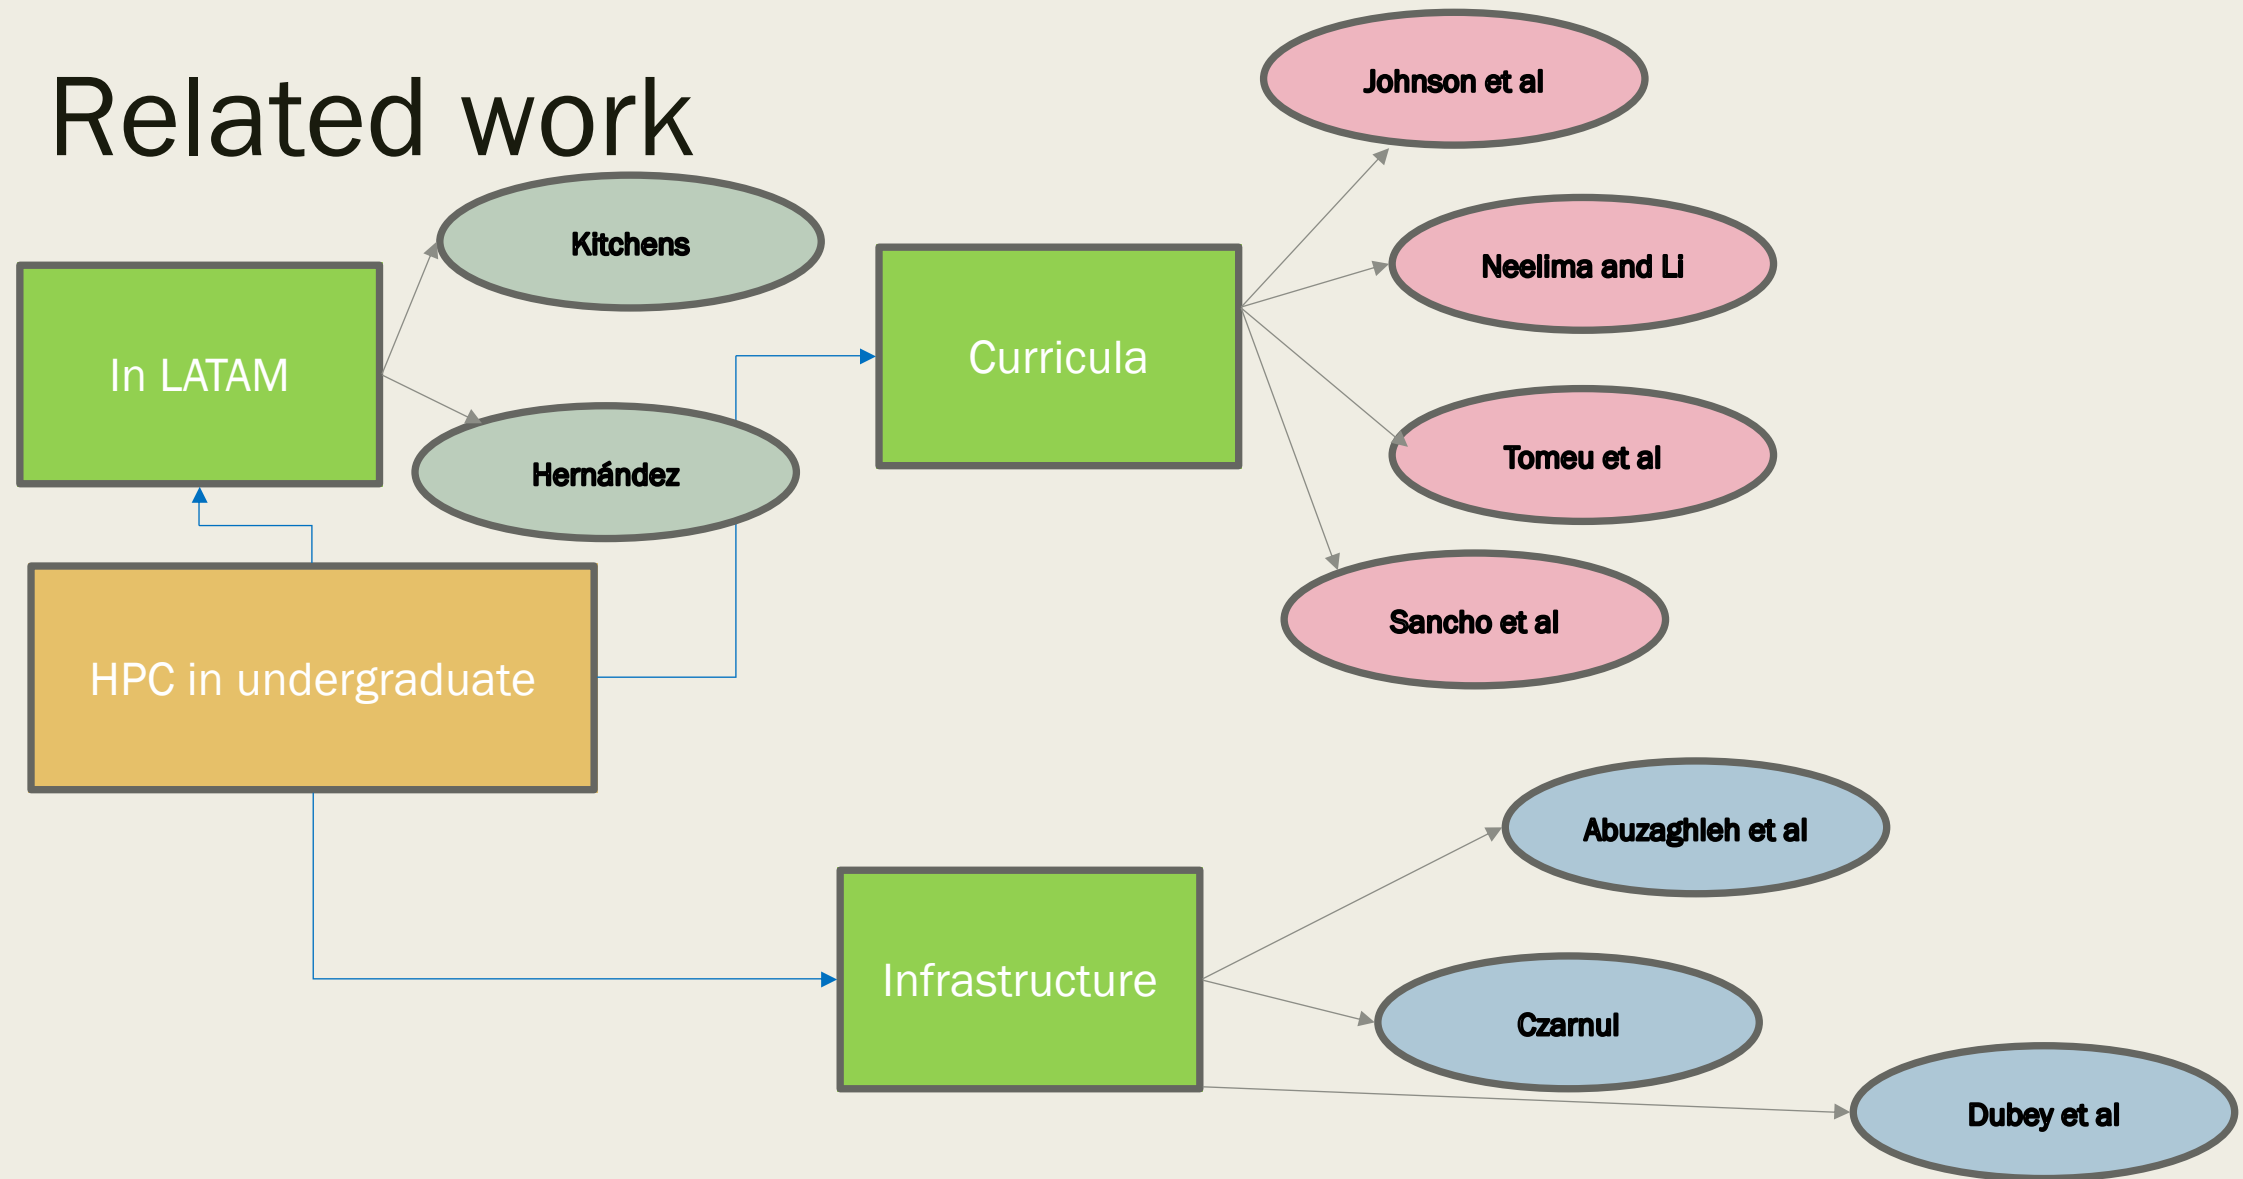 Related work
In LATAM
Kitchens
Hernández
HPC in undergraduate
Curricula
Johnson et al
Neelima and Li
Tomeu et al
Sancho et al
Infrastructure
Abuzaghleh et al
Czarnul
Dubey et al